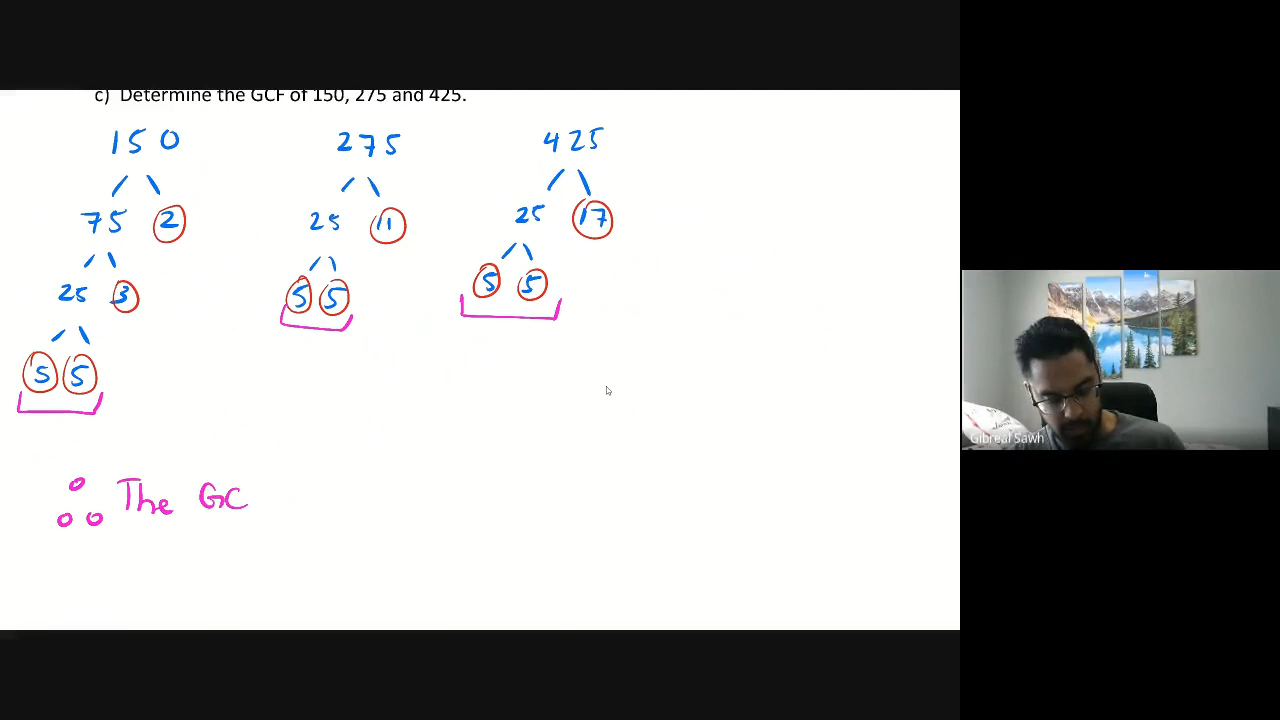 c) Determine the GCF of 150, 275 and 425.
150 275 425
75 2 25 11 25 17
25 3 5 5 5 5
5 5
∴ The GC
Gibreal Sawh